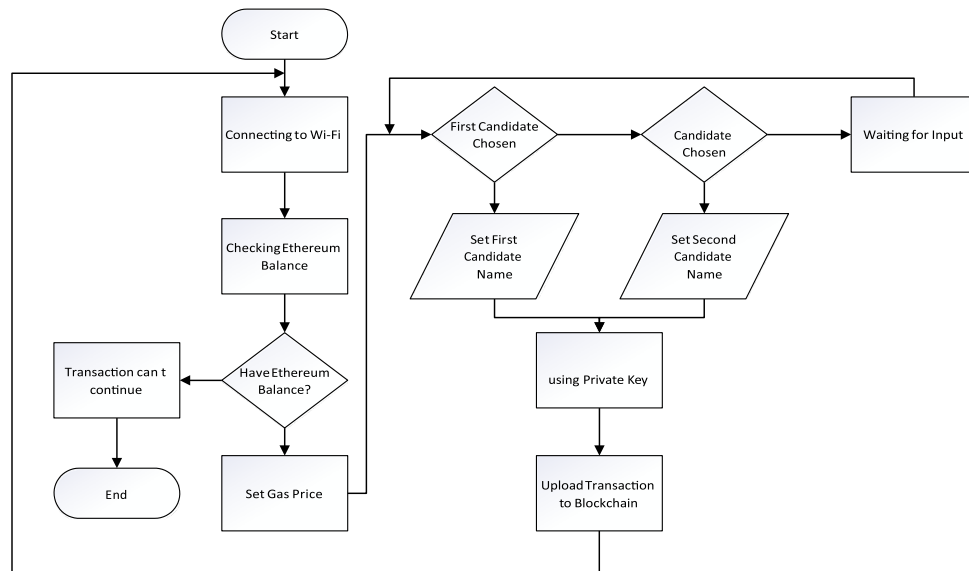 Start
Connecting to Wi-Fi
Checking Ethereum
Balance
Have Ethereum
Balance?
Transaction can t
continue
End
Set Gas Price
First Candidate
Chosen
Candidate
Chosen
Waiting for Input
Set First
Candidate
Name
Set Second
Candidate
Name
using Private Key
Upload Transaction
to Blockchain